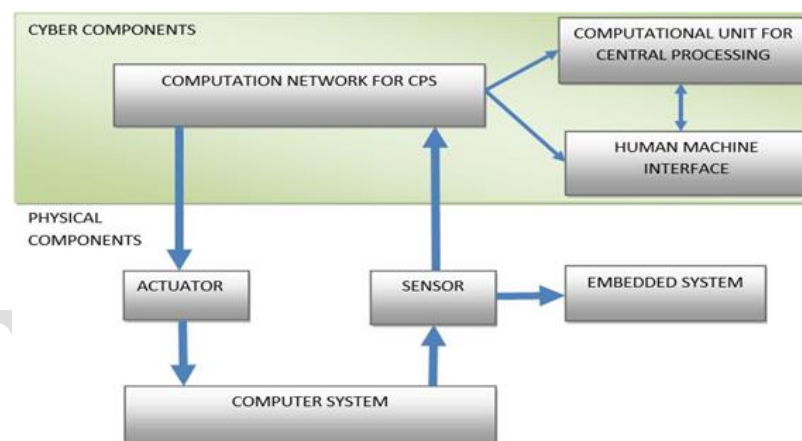 CYBER COMPONENTS
COMPUTATION NETWORK FOR CPS
COMPUTATIONAL UNIT FOR
CENTRAL PROCESSING
HUMAN MACHINE
INTERFACE
PHYSICAL
COMPONENTS
ACTUATOR
SENSOR
EMBEDDED SYSTEM
COMPUTER SYSTEM